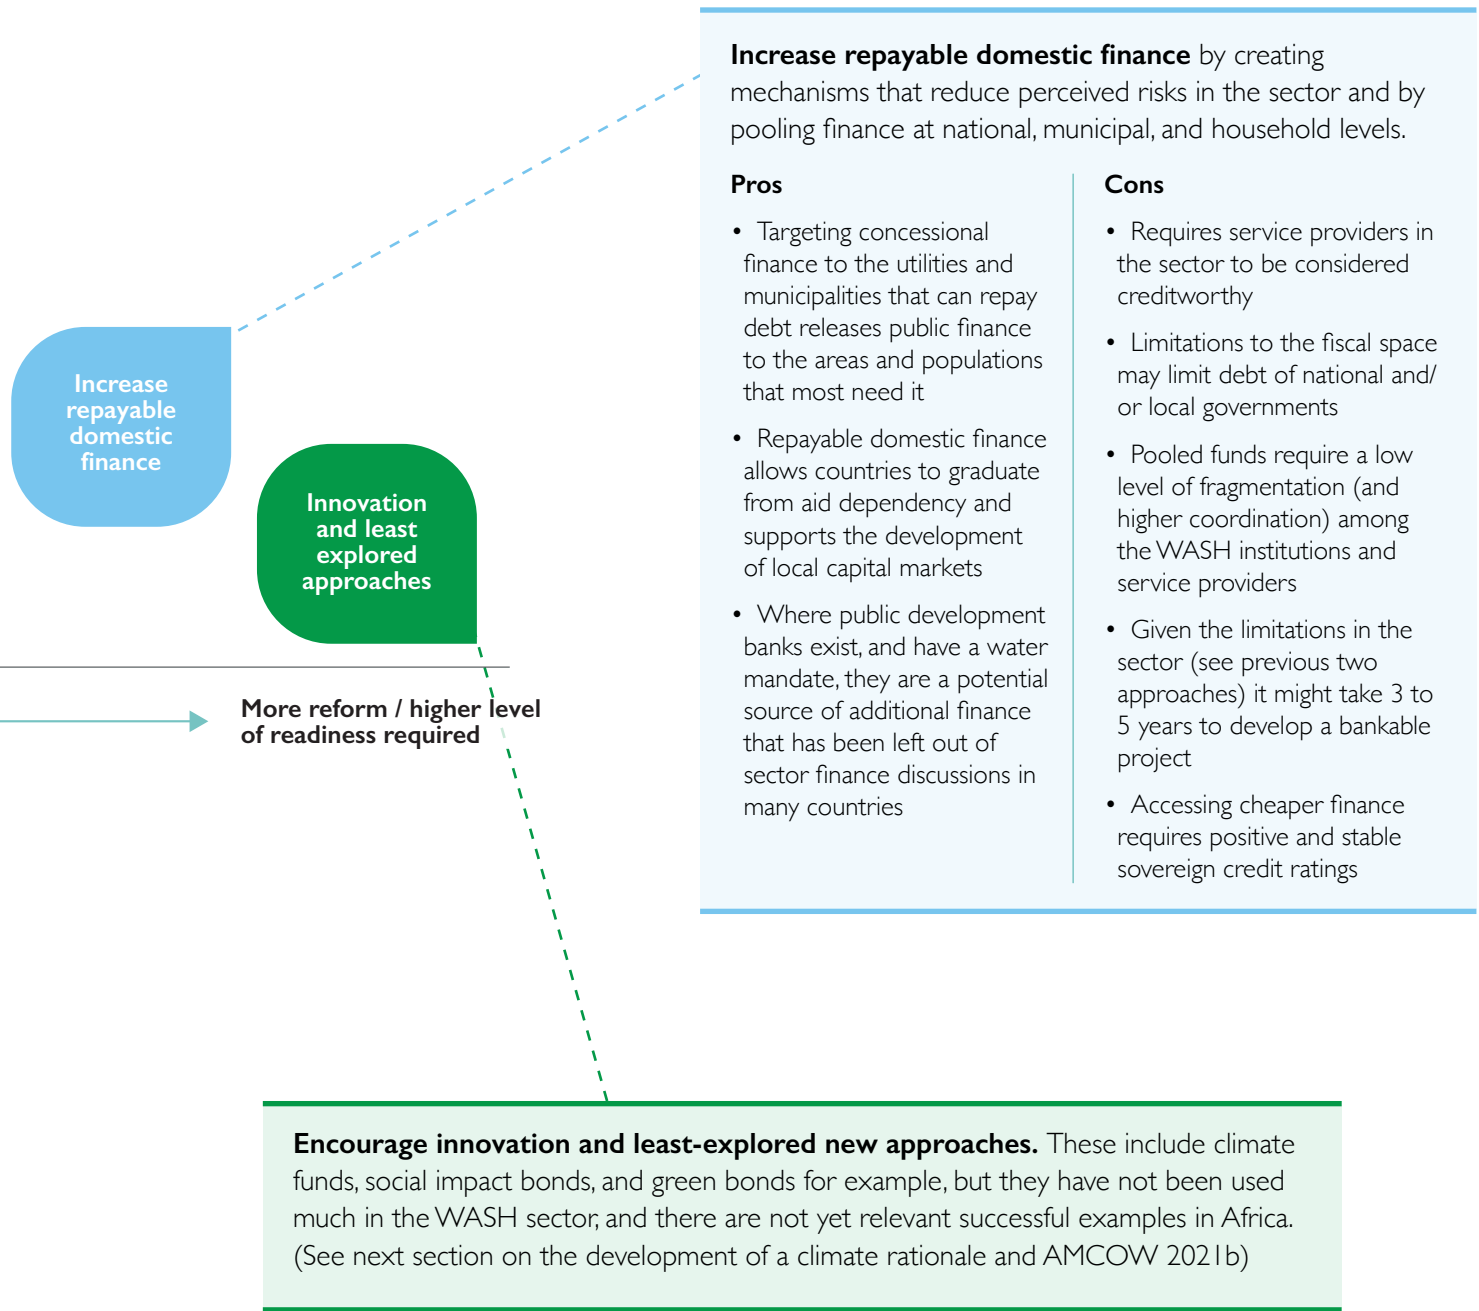 Increase repayable domestic finance by creating
mechanisms that reduce perceived risks in the sector and by
pooling finance at national, municipal, and household levels.
Pros
• Targeting concessional
finance to the utilities and
municipalities that can repay
debt releases public finance
to the areas and populations
that most need it
• Repayable domestic finance
allows countries to graduate
from aid dependency and
supports the development
of local capital markets
• Where public development
banks exist, and have a water
mandate, they are a potential
source of additional finance
that has been left out of
sector finance discussions in
many countries
Cons
• Requires service providers in
the sector to be considered
creditworthy
• Limitations to the fiscal space
may limit debt of national and/
or local governments
• Pooled funds require a low
level of fragmentation (and
higher coordination) among
the WASH institutions and
service providers
• Given the limitations in the
sector (see previous two
approaches) it might take 3 to
5 years to develop a bankable
project
• Accessing cheaper finance
requires positive and stable
sovereign credit ratings
Increase
repayable
domestic
finance
Innovation
and least
explored
approaches
More reform / higher level
of readiness required
Encourage innovation and least-explored new approaches. These include climate
funds, social impact bonds, and green bonds for example, but they have not been used
much in the WASH sector, and there are not yet relevant successful examples in Africa.
(See next section on the development of a climate rationale and AMCOW 2021b)